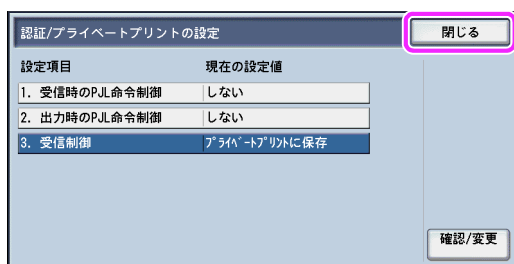 認証/プライベートプリントの設定 閉じる
設定項目 現在の設定値
1. 受信時のPJL命令制御 しない
2. 出力時のPJL命令制御 しない
3. 受信制御 ﾌﾟﾗｲﾍﾞｰﾄﾌﾟﾘﾝﾄに保存
確認/変更